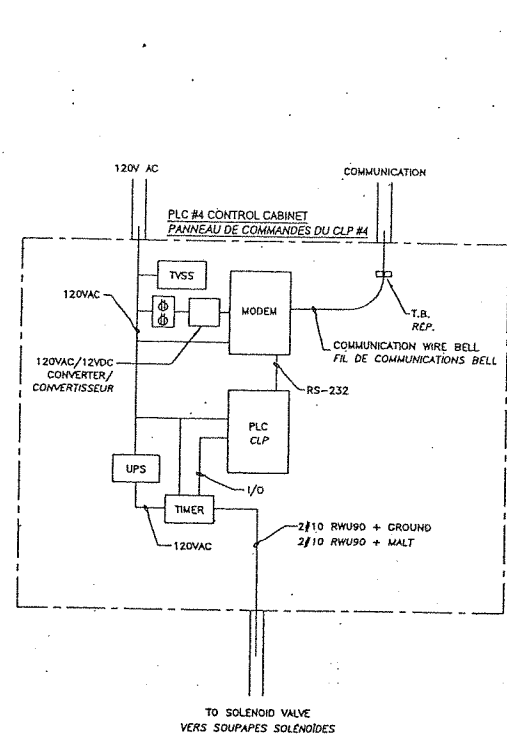 120V AC
COMMUNICATION
PLC #4 CONTROL CABINET
PANNEAU DE COMMANDES DU CLP #4
TVSS
120VAC
MODEM
T.B.
RÉP.
120VAC/12VDC
CONVERTER/
CONVERTISSEUR
COMMUNICATION WIRE BELL
FIL DE COMMUNICATIONS BELL
RS-232
PLC
CLP
UPS
I/O
TIMER
120VAC
2#10 RWU90 + GROUND
2#10 RWU90 + MALT
TO SOLENOID VALVE
VERS SOUPAPES SOLÉNOÏDES